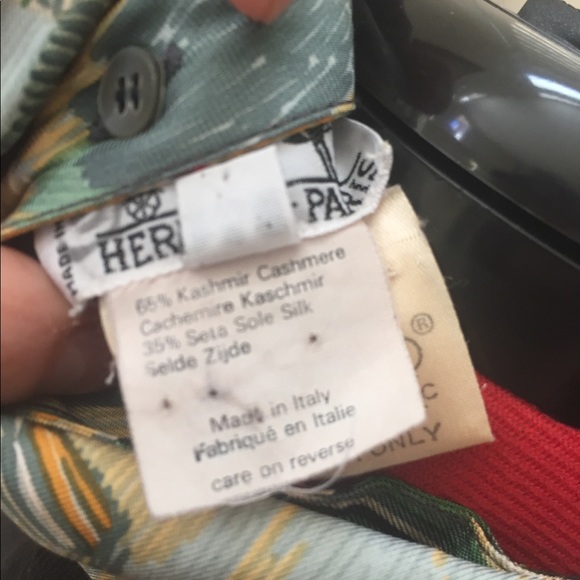 HER · PA
65% Kashmir Cashmere
Cachemire Kaschmir
35% Seta Sole Silk
Seide Zijde
Made in Italy
Fabriqué en Italie
care on reverse
®
C
ONLY